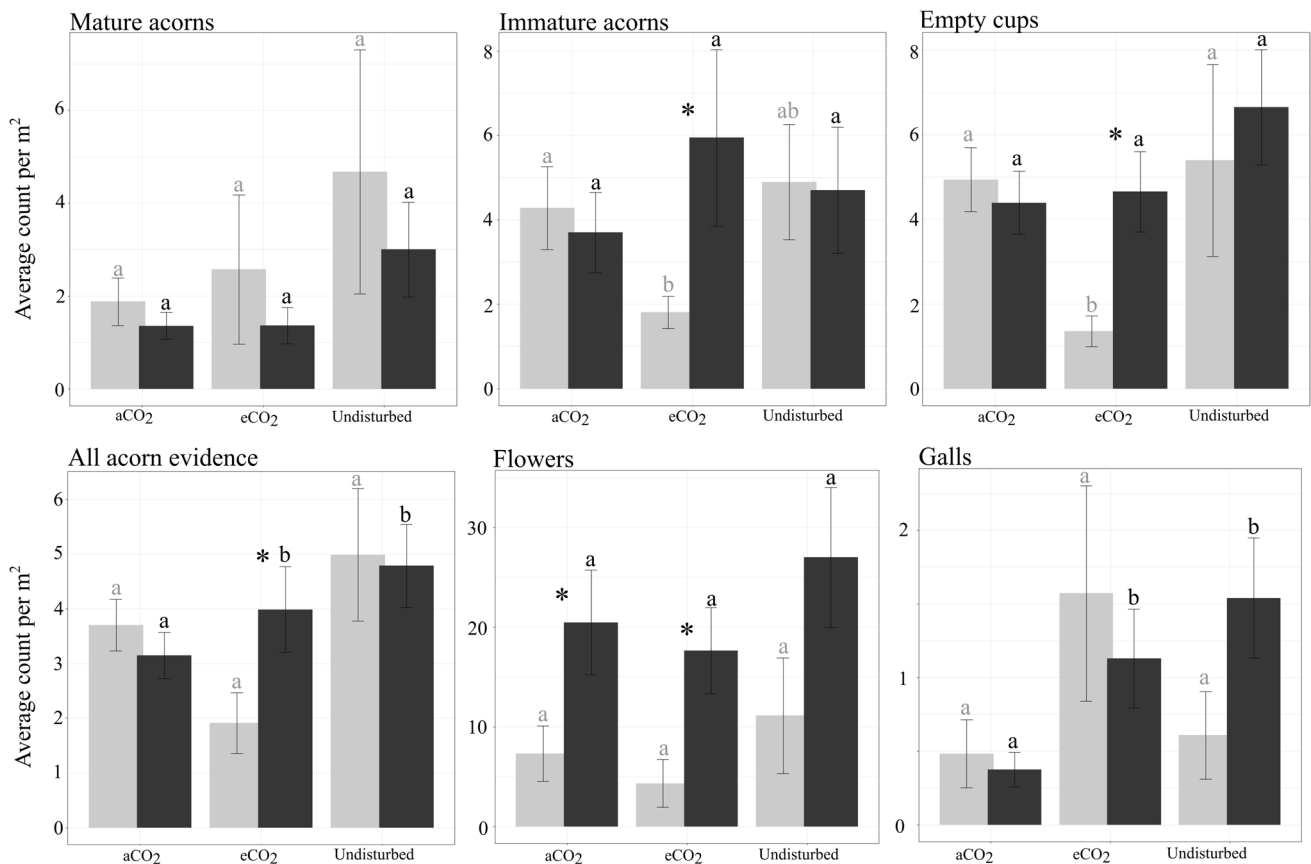 Mature acorns
Immature acorns
Empty cups
Average count per m²
6
4
2
0
a
a
a
a
a
a
aCO₂
eCO₂
Undisturbed
8
6
4
2
0
a
a
b
*
a
ab
a
aCO₂
eCO₂
Undisturbed
8
6
4
2
0
a
a
b
*
a
a
a
aCO₂
eCO₂
Undisturbed
All acorn evidence
Flowers
Galls
Average count per m²
6
5
4
3
2
1
0
a
a
a
* b
a
b
aCO₂
eCO₂
Undisturbed
30
20
10
0
a
*
a
a
*
a
a
a
aCO₂
eCO₂
Undisturbed
2
1
0
a
a
a
b
a
b
aCO₂
eCO₂
Undisturbed